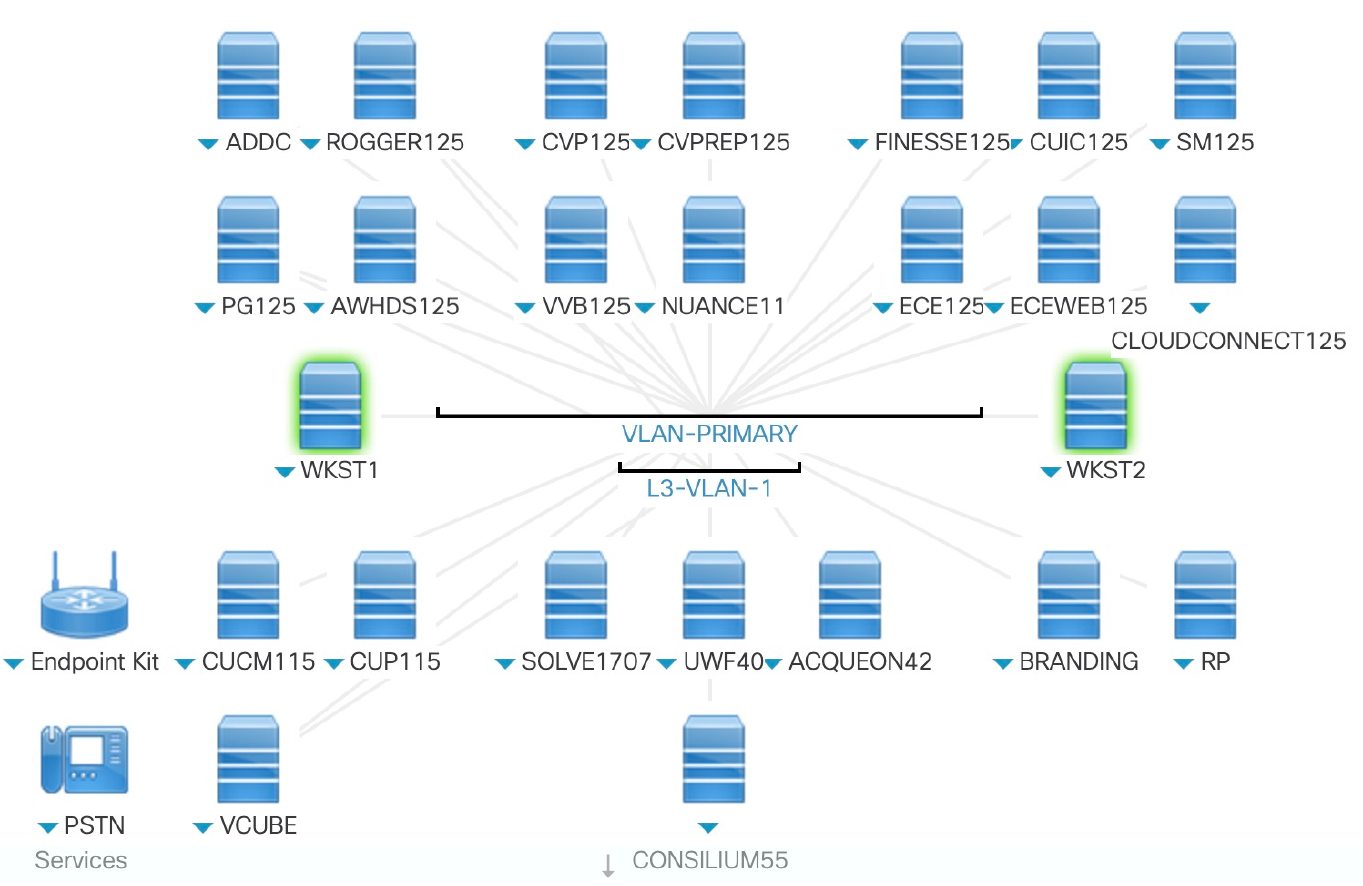 ADDC ROGGER125 CVP125 CVPREP125 FINESSE125 CUIC125 SM125
PG125 AWHDS125 VVB125 NUANCE11 ECE125 ECEWEB125
CLOUDCONNECT125
VLAN-PRIMARY
WKST1 WKST2
L3-VLAN-1
Endpoint Kit CUCM115 CUP115 SOLVE1707 UWF40 ACQUEON42 BRANDING RP
PSTN VCUBE
Services CONSILIUM55